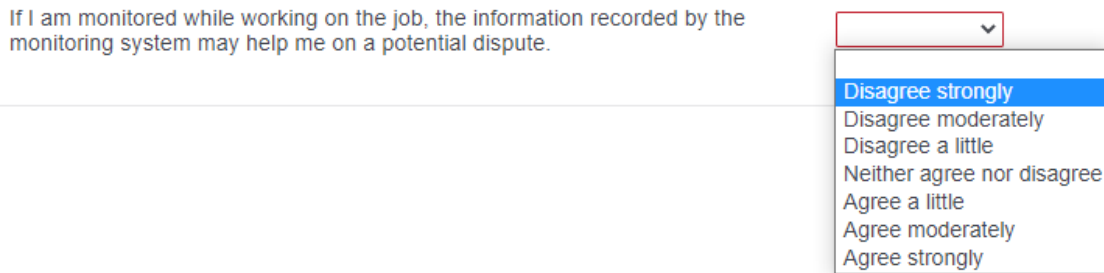 If I am monitored while working on the job, the information recorded by the
monitoring system may help me on a potential dispute.
Disagree strongly
Disagree moderately
Disagree a little
Neither agree nor disagree
Agree a little
Agree moderately
Agree strongly